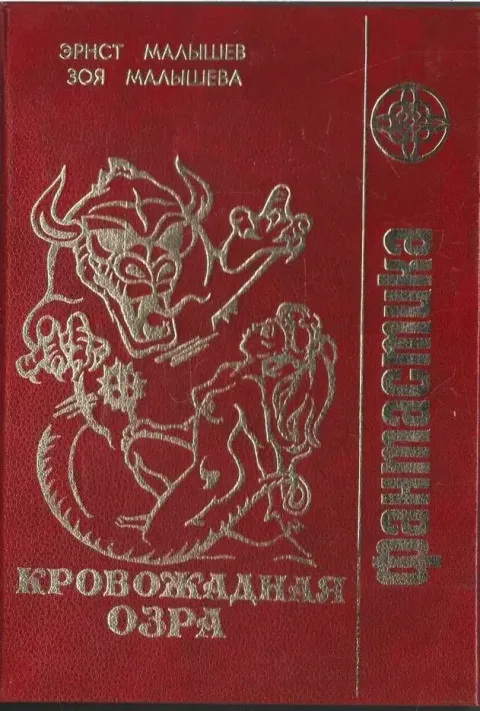 ЭРНСТ МАЛЫШЕВ
ЗОЯ МАЛЫШЕВА
фантастика
КРОВОЖАДНАЯ
ОЗРА